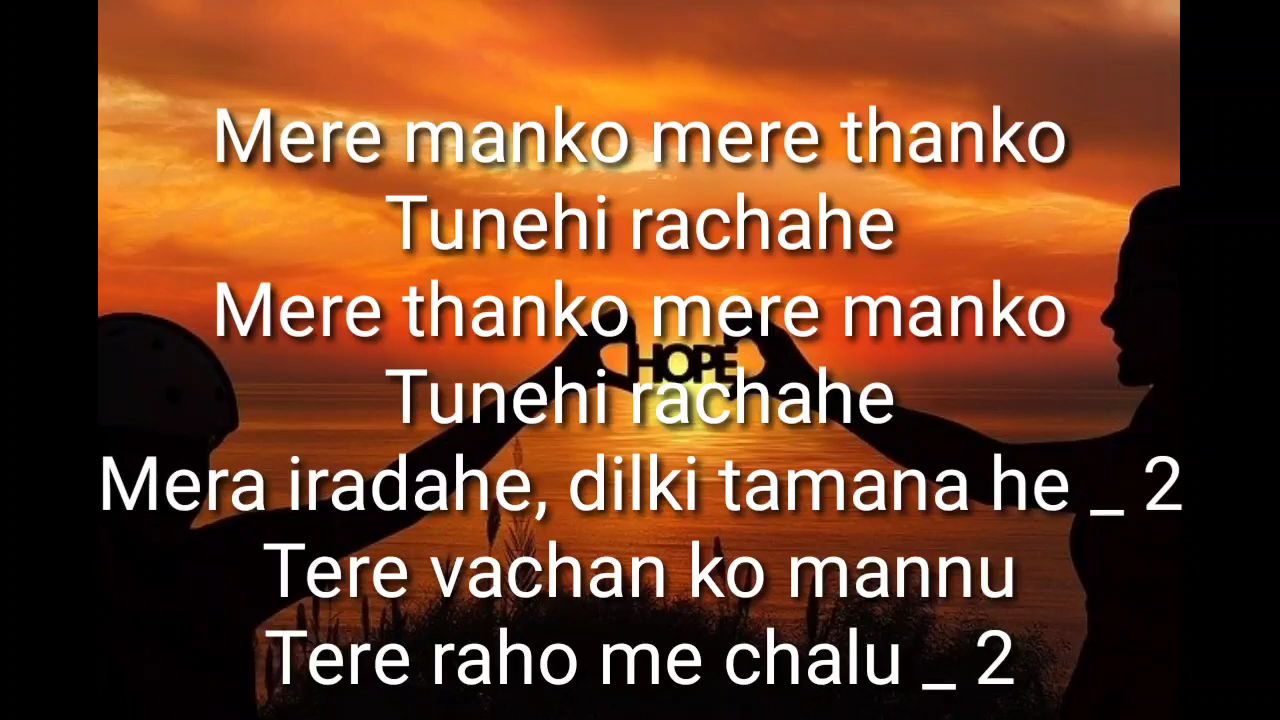 Mere manko mere thanko
Tunehi rachahe
Mere thanko mere manko
HOPE
Tunehi rachahe
Mera iradahe, dilki tamana he _ 2
Tere vachan ko mannu
Tere raho me chalu _ 2